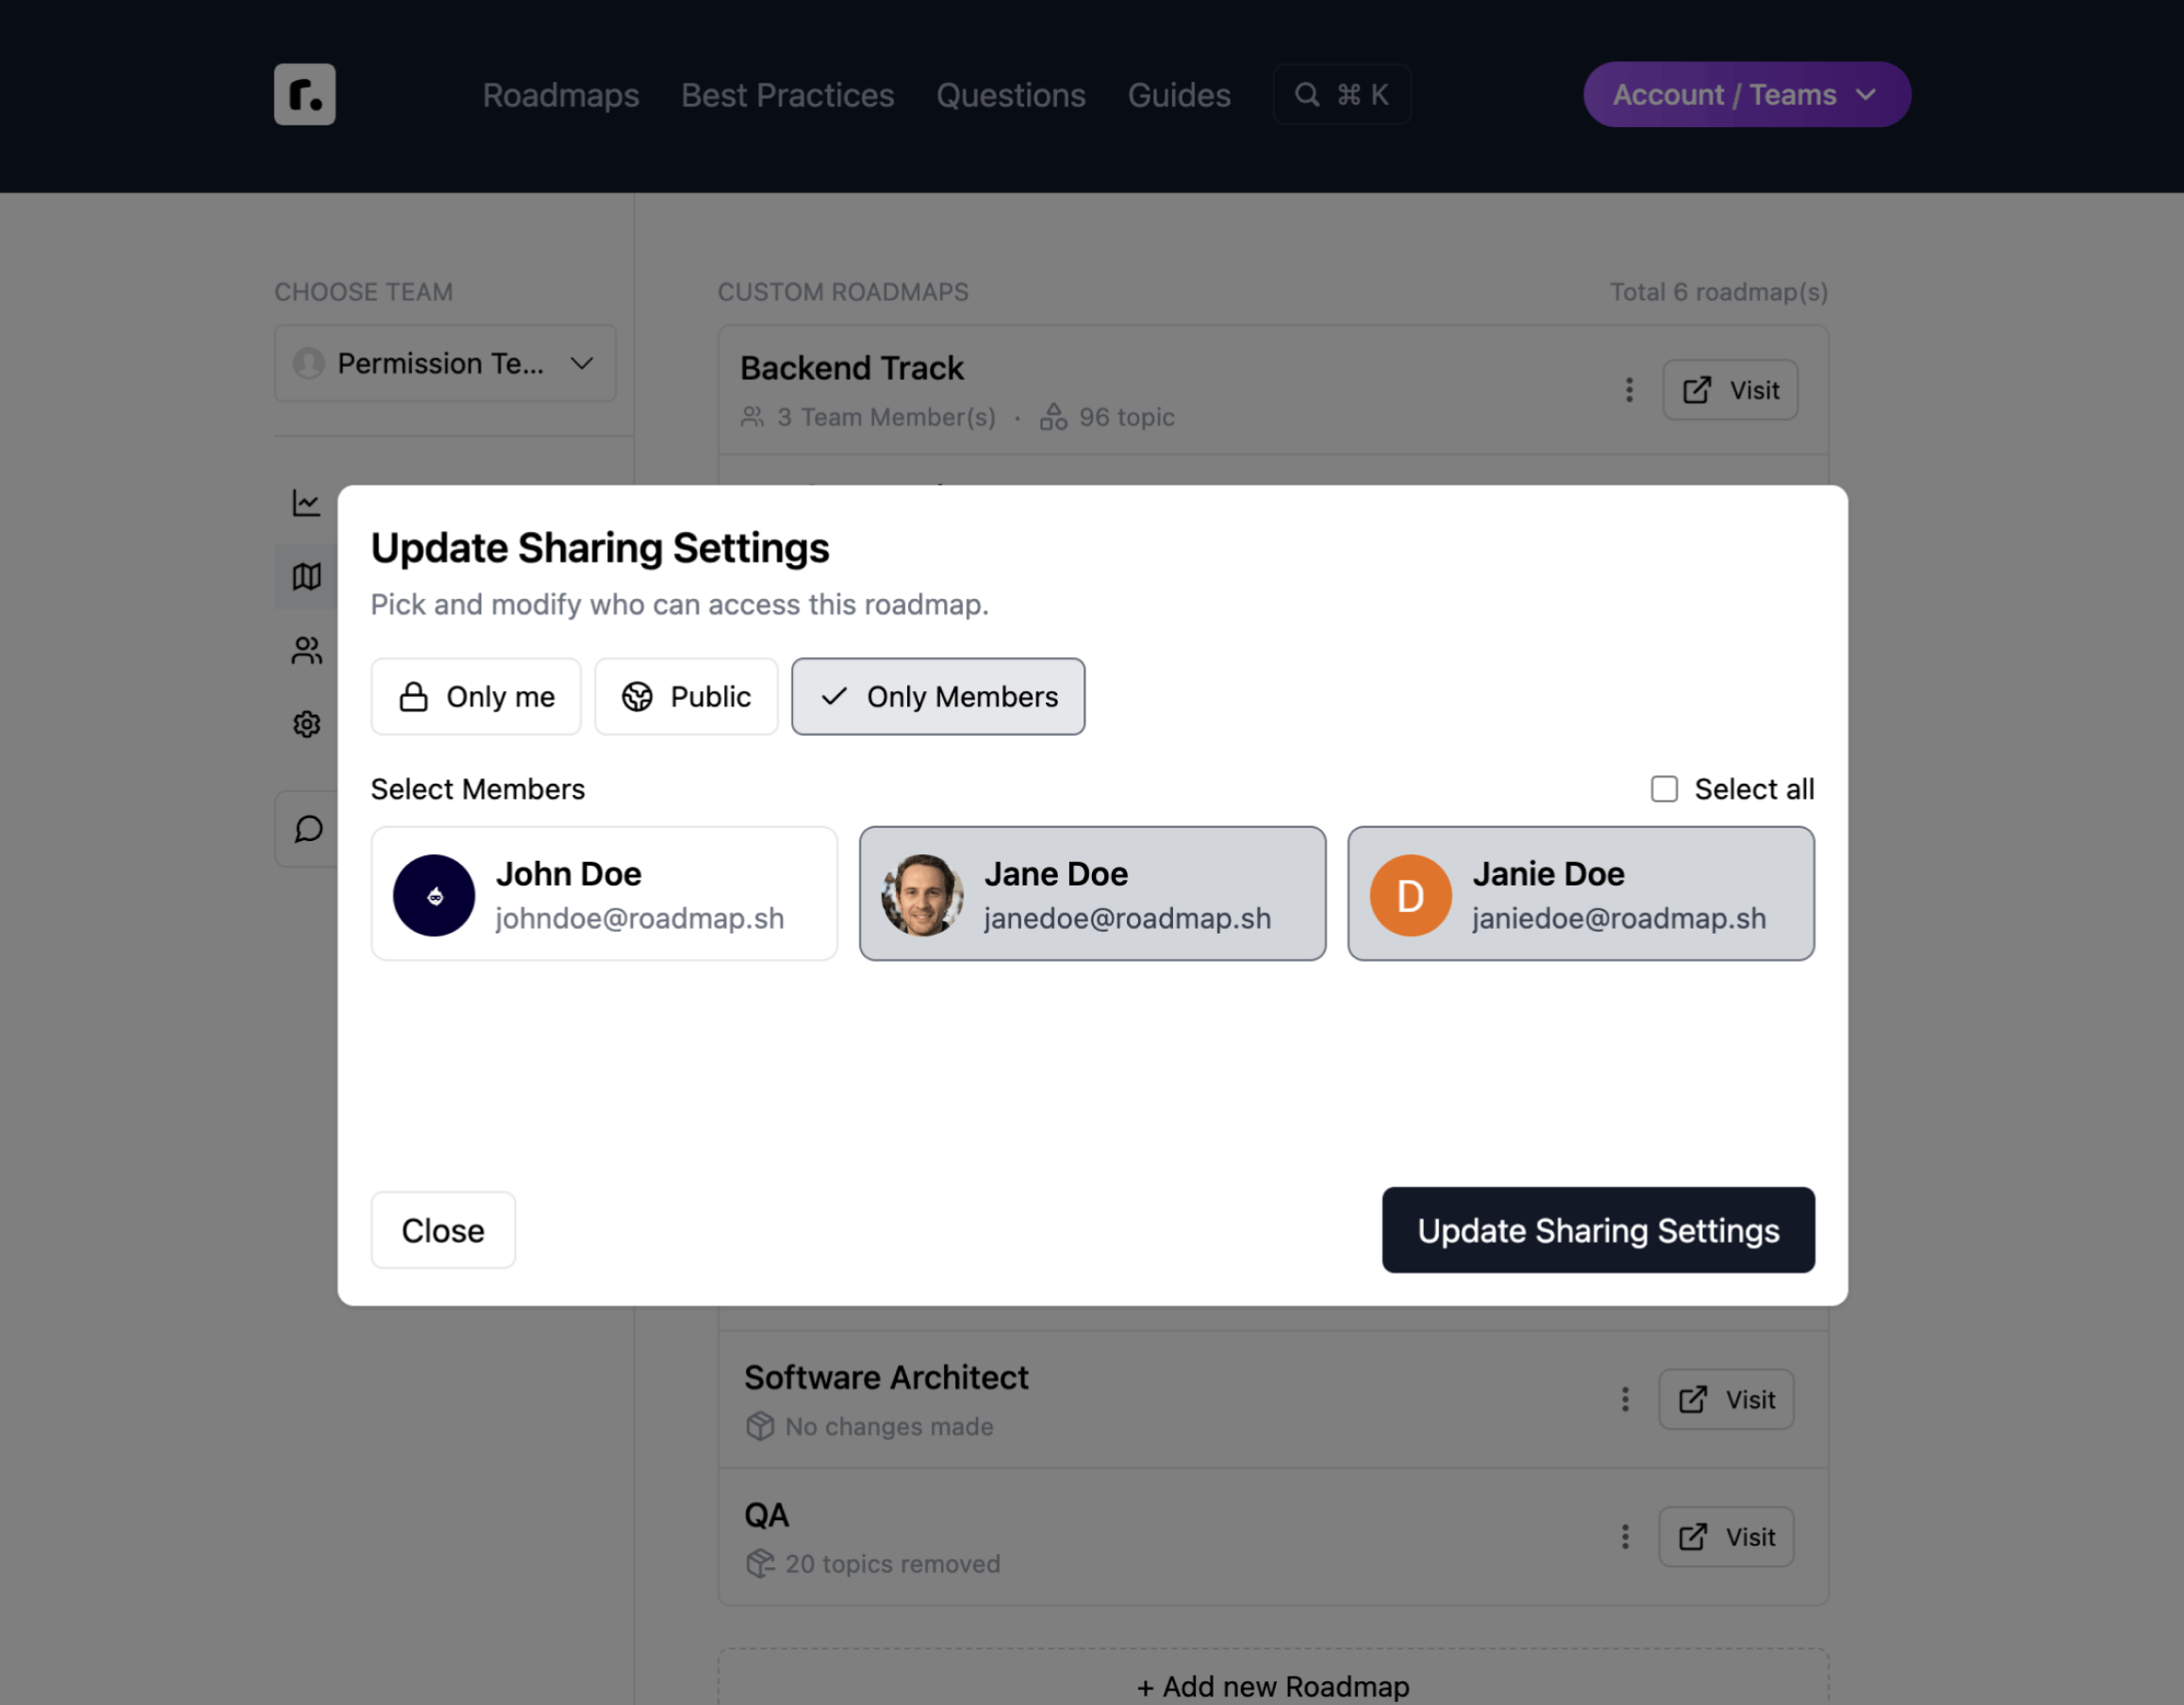 r.
Roadmaps Best Practices Questions Guides ⌘ K Account / Teams
CHOOSE TEAM
Permission Te...
CUSTOM ROADMAPS Total 6 roadmap(s)
Backend Track
3 Team Member(s) · 96 topic
Visit
Update Sharing Settings
Pick and modify who can access this roadmap.
Only me Public Only Members
Select Members Select all
John Doe
johndoe@roadmap.sh
Jane Doe
janedoe@roadmap.sh
D
Janie Doe
janiedoe@roadmap.sh
Close Update Sharing Settings
Software Architect
No changes made
Visit
QA
20 topics removed
Visit
+ Add new Roadmap